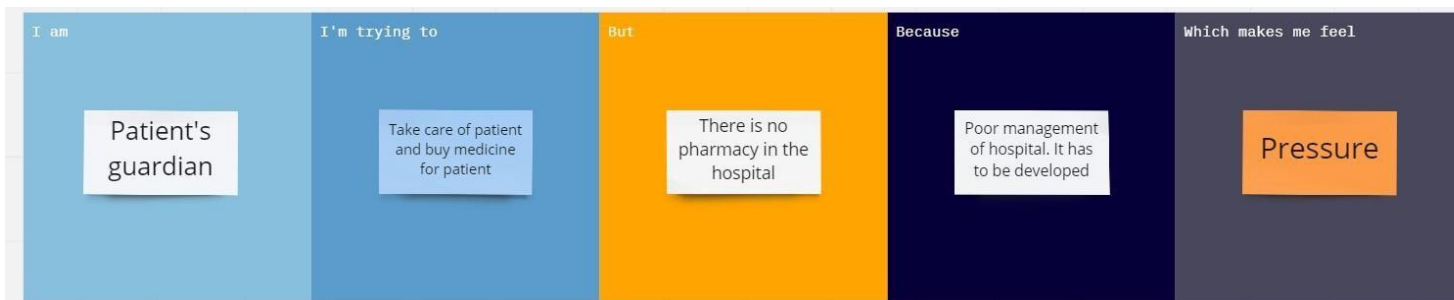 I am
Patient's
guardian
I'm trying to
Take care of patient
and buy medicine
for patient
But
There is no
pharmacy in the
hospital
Because
Poor management
of hospital. It has
to be developed
Which makes me feel
Pressure